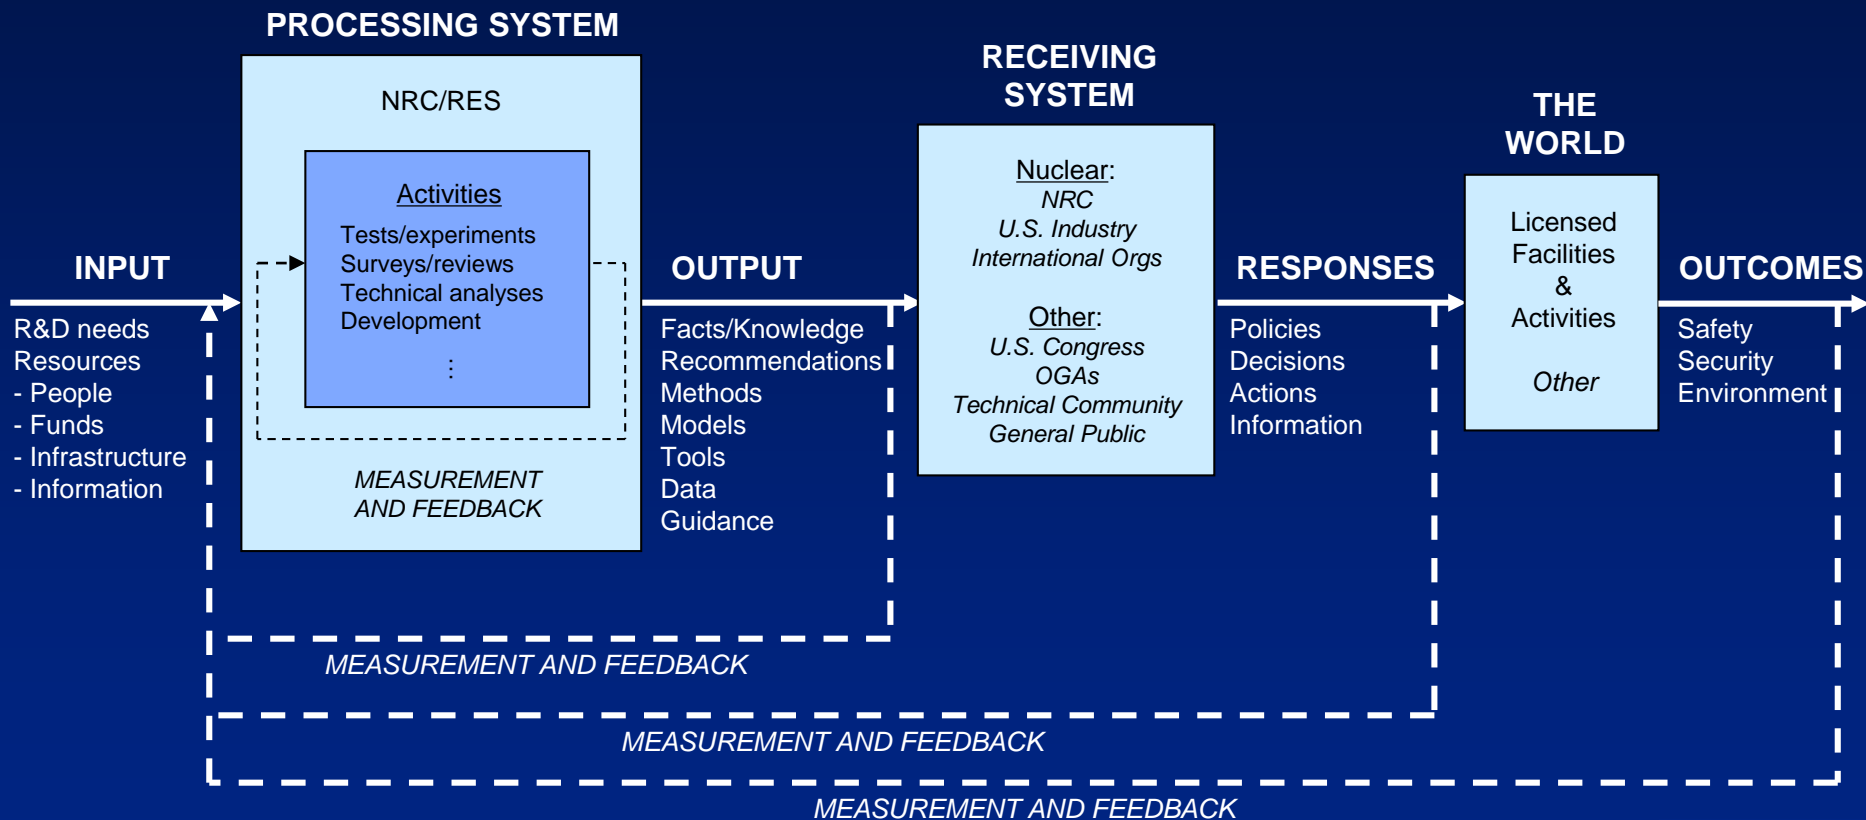 PROCESSING SYSTEM
NRC/RES
Activities
Tests/experiments
Surveys/reviews
Technical analyses
Development
⋮
MEASUREMENT
AND FEEDBACK
INPUT
R&D needs
Resources
- People
- Funds
- Infrastructure
- Information
OUTPUT
Facts/Knowledge
Recommendations
Methods
Models
Tools
Data
Guidance
RECEIVING
SYSTEM
Nuclear:
NRC
U.S. Industry
International Orgs
Other:
U.S. Congress
OGAs
Technical Community
General Public
RESPONSES
Policies
Decisions
Actions
Information
THE
WORLD
Licensed
Facilities
&
Activities
Other
OUTCOMES
Safety
Security
Environment
MEASUREMENT AND FEEDBACK
MEASUREMENT AND FEEDBACK
MEASUREMENT AND FEEDBACK